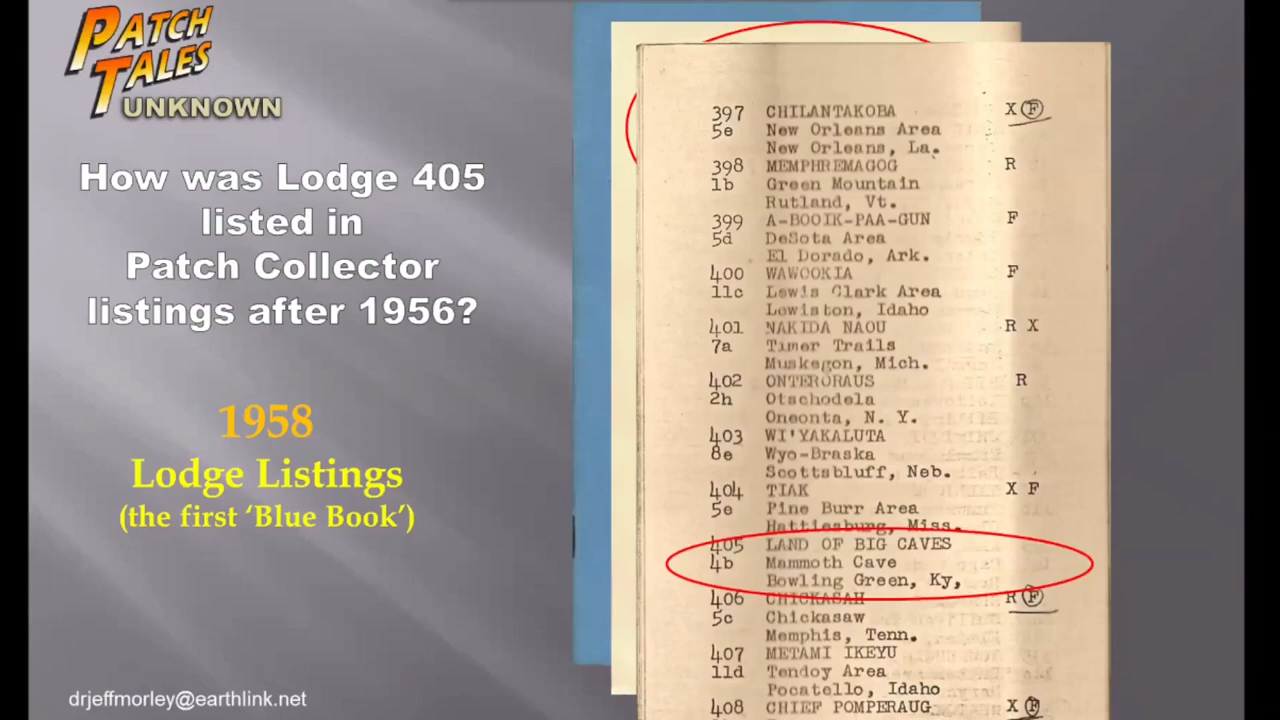 PATCH
TALES
UNKNOWN
How was Lodge 405
listed in
Patch Collector
listings after 1956?
1958
Lodge Listings
(the first ‘Blue Book’)
drjeffmorley@earthlink.net
397 CHILANTAKOBA X F
5e New Orleans Area
New Orleans, La.
398 MEMPHREMAGOG R
1b Green Mountain
Rutland, Vt.
399 A-BOOIK-PAA-GUN F
5d DeSota Area
El Dorado, Ark.
400 WAWOOKIA F
11c Lewis Clark Area
Lewiston, Idaho
401 NAKIDA NAOU R X
7a Timer Trails
Muskegon, Mich.
402 ONTERORAUS R
2h Otschodela
Oneonta, N. Y.
403 WI'YAKALUTA
8e Wyo-Braska
Scottsbluff, Neb.
404 TIAK X F
5e Pine Burr Area
Hattiesburg, Miss.
405 LAND OF BIG CAVES
4b Mammoth Cave
Bowling Green, Ky,
406 CHICKASAH R F
5c Chickasaw
Memphis, Tenn.
407 METAMI IKEYU
11d Tendoy Area
Pocatello, Idaho
408 CHIEF POMPERAUG X F